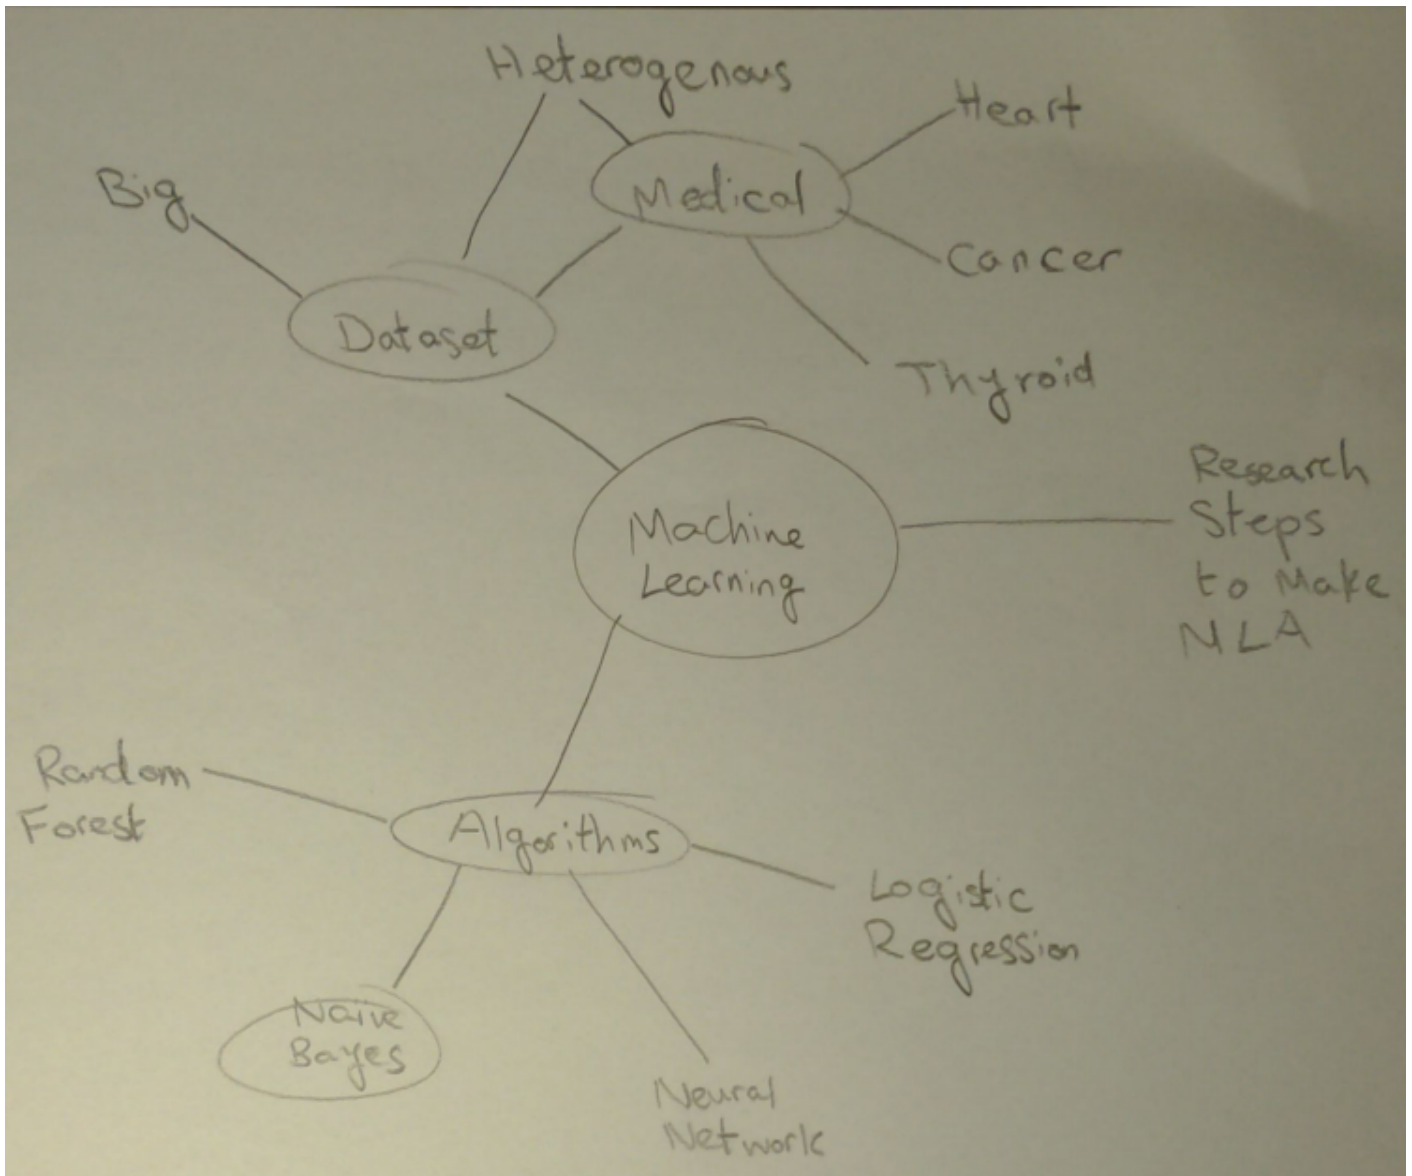 Heterogenous
Heart
Big
Medical
Cancer
Dataset
Thyroid
Research
Steps
to Make
MLA
Machine
Learning
Random
Forest
Algorithms
Logistic
Regression
Naive
Bayes
Neural
Network